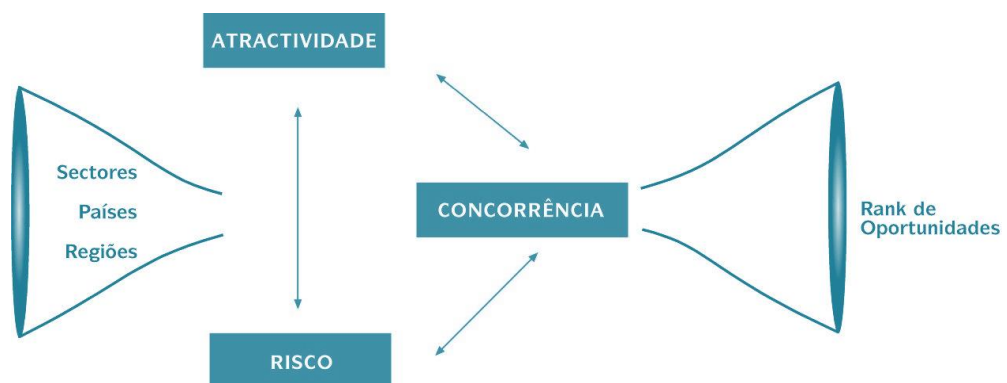 ATRACTIVIDADE
Sectores
Países
Regiões
CONCORRÊNCIA
Rank de
Oportunidades
RISCO